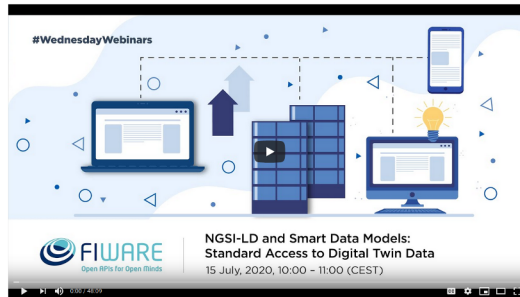 #WednesdayWebinars
FIWARE
Open APIs for Open Minds
NGSI-LD and Smart Data Models:
Standard Access to Digital Twin Data
15 July, 2020, 10:00 – 11:00 (CEST)
0:00 / 48:09